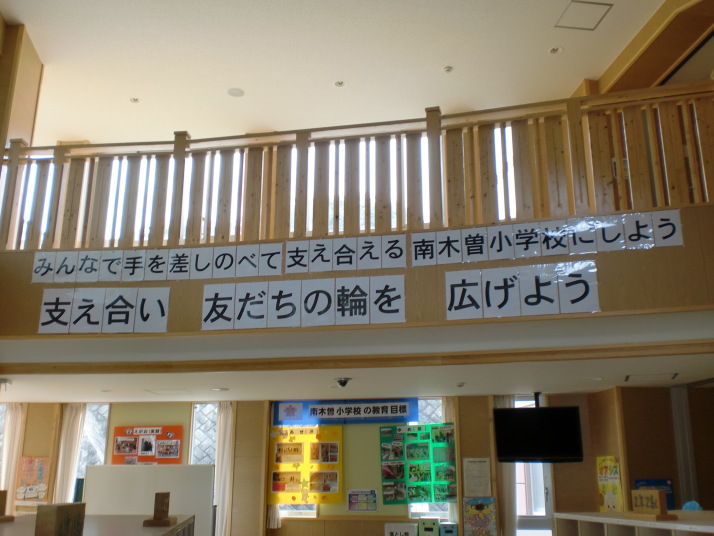 みんなで手を差しのべて 支え合える 南木曽小学校にしよう
支え合い 友だちの輪を 広げよう
南木曽小学校の教育目標